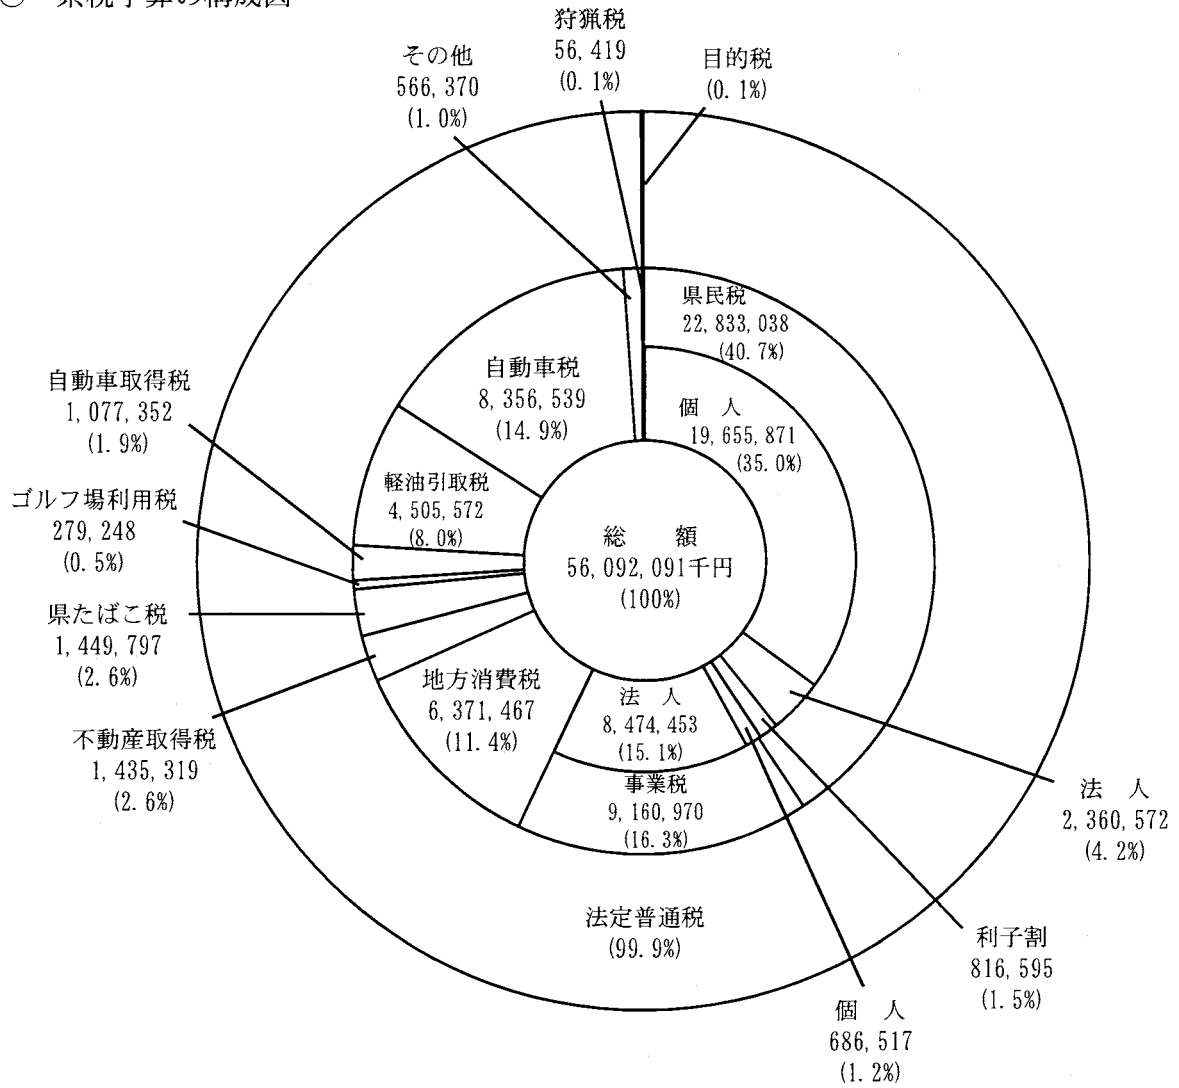 県税予算の構成図
狩猟税
56,419
(0.1%)
目的税
(0.1%)
その他
566,370
(1.0%)
県民税
22,833,038
(40.7%)
個 人
19,655,871
(35.0%)
自動車税
8,356,539
(14.9%)
自動車取得税
1,077,352
(1.9%)
軽油引取税
4,505,572
(8.0%)
ゴルフ場利用税
279,248
(0.5%)
総 額
56,092,091千円
(100%)
県たばこ税
1,449,797
(2.6%)
地方消費税
6,371,467
(11.4%)
法 人
8,474,453
(15.1%)
不動産取得税
1,435,319
(2.6%)
事業税
9,160,970
(16.3%)
法 人
2,360,572
(4.2%)
法定普通税
(99.9%)
利子割
816,595
(1.5%)
個 人
686,517
(1.2%)